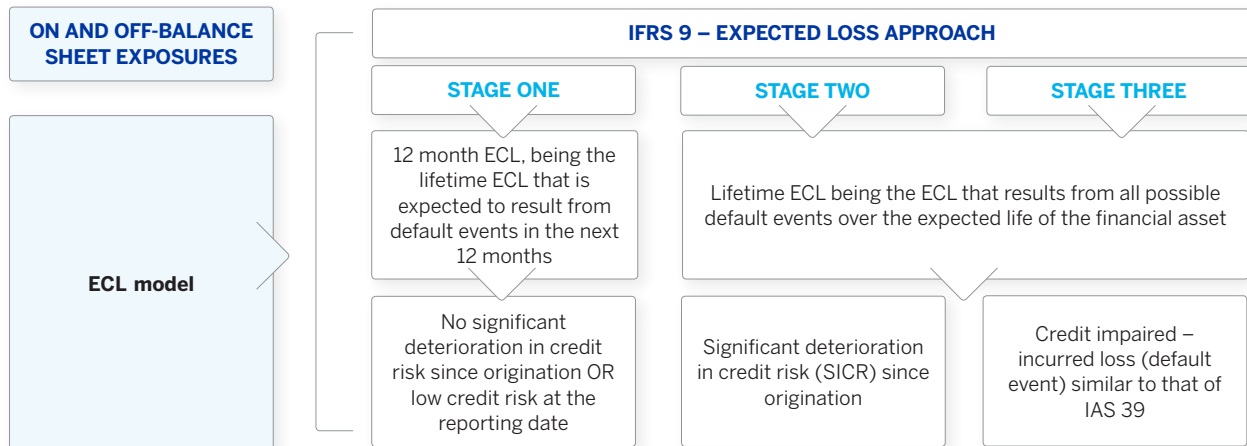 ON AND OFF-BALANCE
SHEET EXPOSURES
ECL model
IFRS 9 – EXPECTED LOSS APPROACH
STAGE ONE
STAGE TWO
STAGE THREE
12 month ECL, being the
lifetime ECL that is
expected to result from
default events in the next
12 months
Lifetime ECL being the ECL that results from all possible
default events over the expected life of the financial asset
No significant
deterioration in credit
risk since origination OR
low credit risk at the
reporting date
Significant deterioration
in credit risk (SICR) since
origination
Credit impaired –
incurred loss (default
event) similar to that of
IAS 39